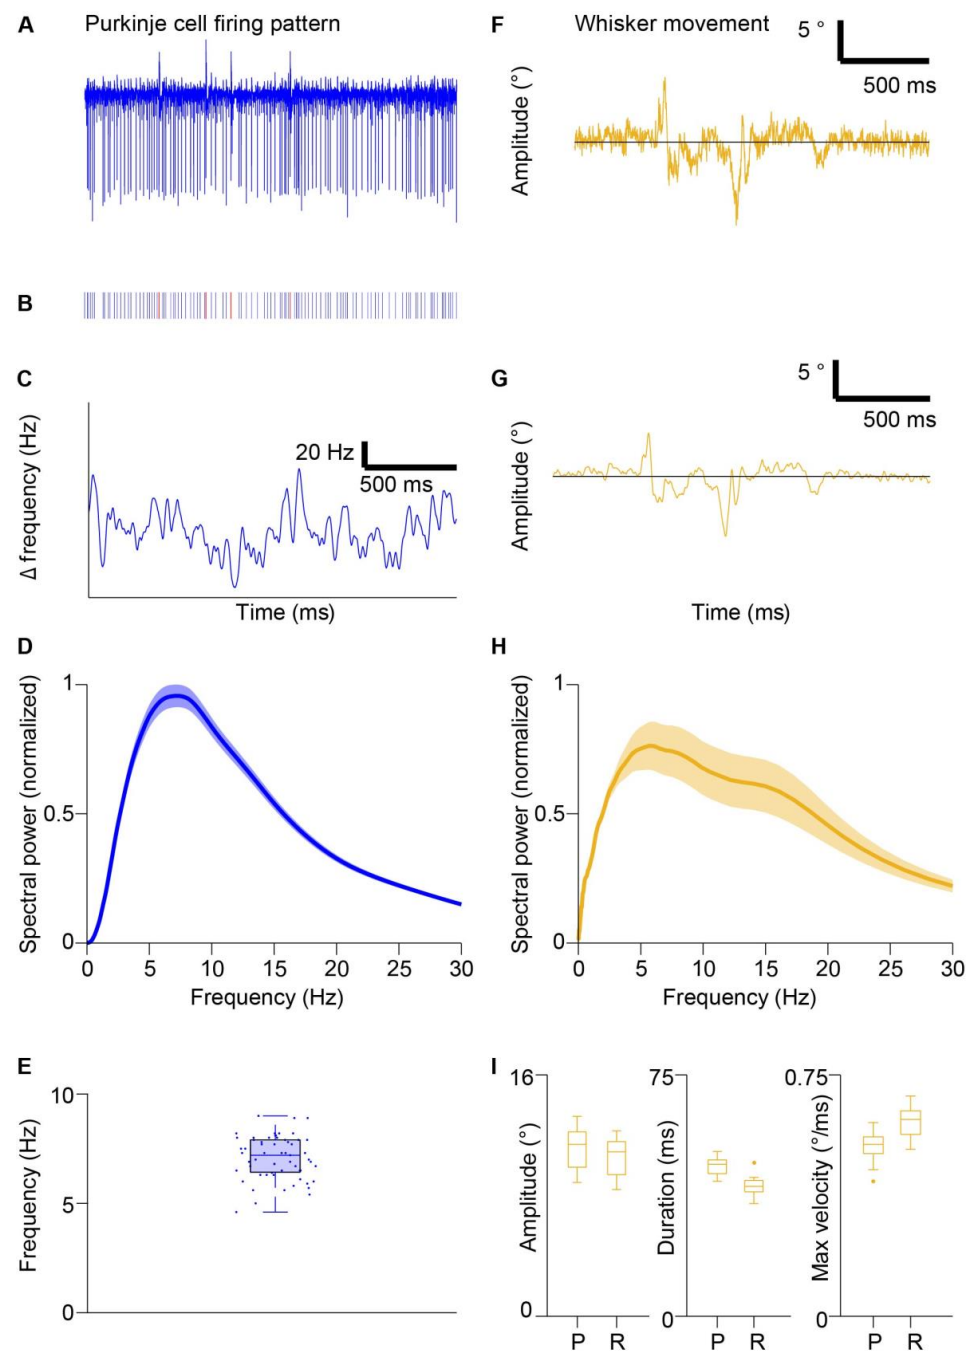 A
Purkinje cell firing pattern
B
C
Δ frequency (Hz)
20 Hz
500 ms
Time (ms)
D
Spectral power (normalized)
1
0.5
0
0 5 10 15 20 25 30
Frequency (Hz)
E
Frequency (Hz)
10
5
0
F
Whisker movement
5 °
500 ms
Amplitude (°)
G
5 °
500 ms
Amplitude (°)
Time (ms)
H
Spectral power (normalized)
1
0.5
0
0 5 10 15 20 25 30
Frequency (Hz)
I
16
Amplitude (°)
0
P R
75
Duration (ms)
0
P R
0.75
Max velocity (°/ms)
0
P R